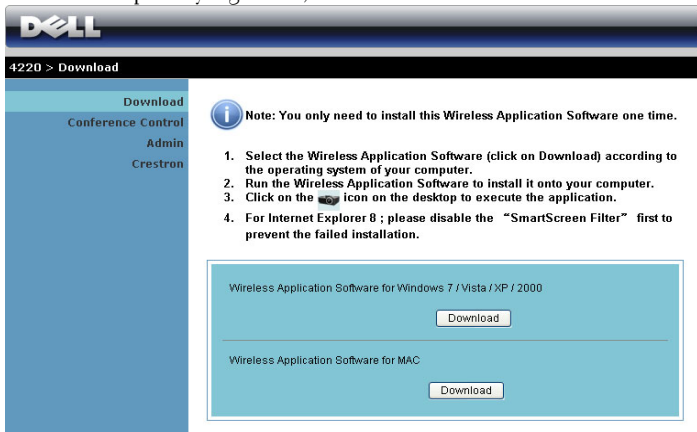 DELL
4220 > Download
Download
Conference Control
Admin
Crestron
Note: You only need to install this Wireless Application Software one time.
1. Select the Wireless Application Software (click on Download) according to
the operating system of your computer.
2. Run the Wireless Application Software to install it onto your computer.
3. Click on the icon on the desktop to execute the application.
4. For Internet Explorer 8 ; please disable the “SmartScreen Filter” first to
prevent the failed installation.
Wireless Application Software for Windows 7 / Vista / XP / 2000
Download
Wireless Application Software for MAC
Download